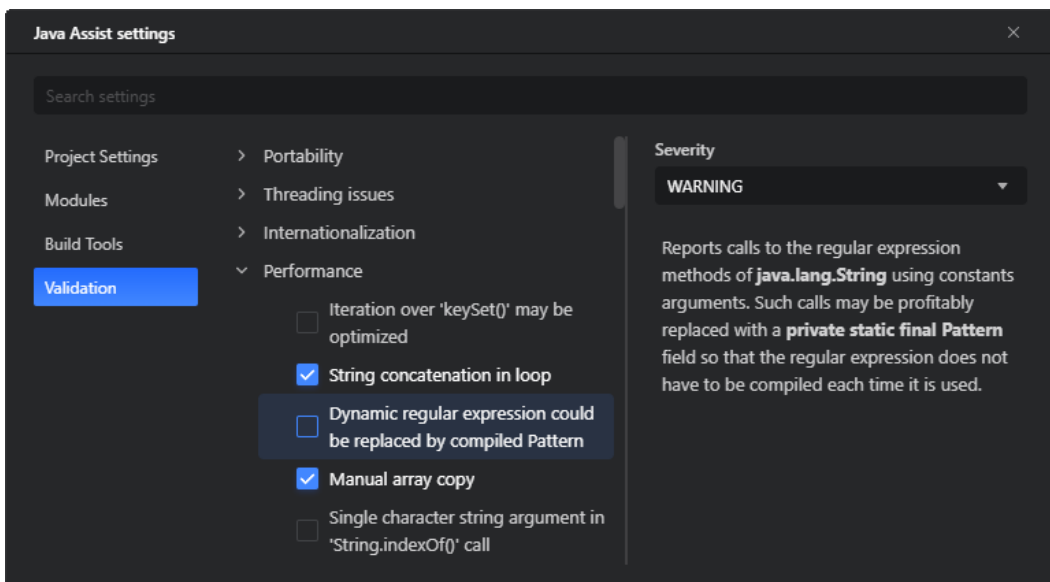 Java Assist settings
Search settings
Project Settings
Modules
Build Tools
Validation
Portability
Threading issues
Internationalization
Performance
Iteration over 'keySet()' may be
optimized
String concatenation in loop
Dynamic regular expression could
be replaced by compiled Pattern
Manual array copy
Single character string argument in
'String.indexOf()' call
Severity
WARNING
Reports calls to the regular expression
methods of java.lang.String using constants
arguments. Such calls may be profitably
replaced with a private static final Pattern
field so that the regular expression does not
have to be compiled each time it is used.